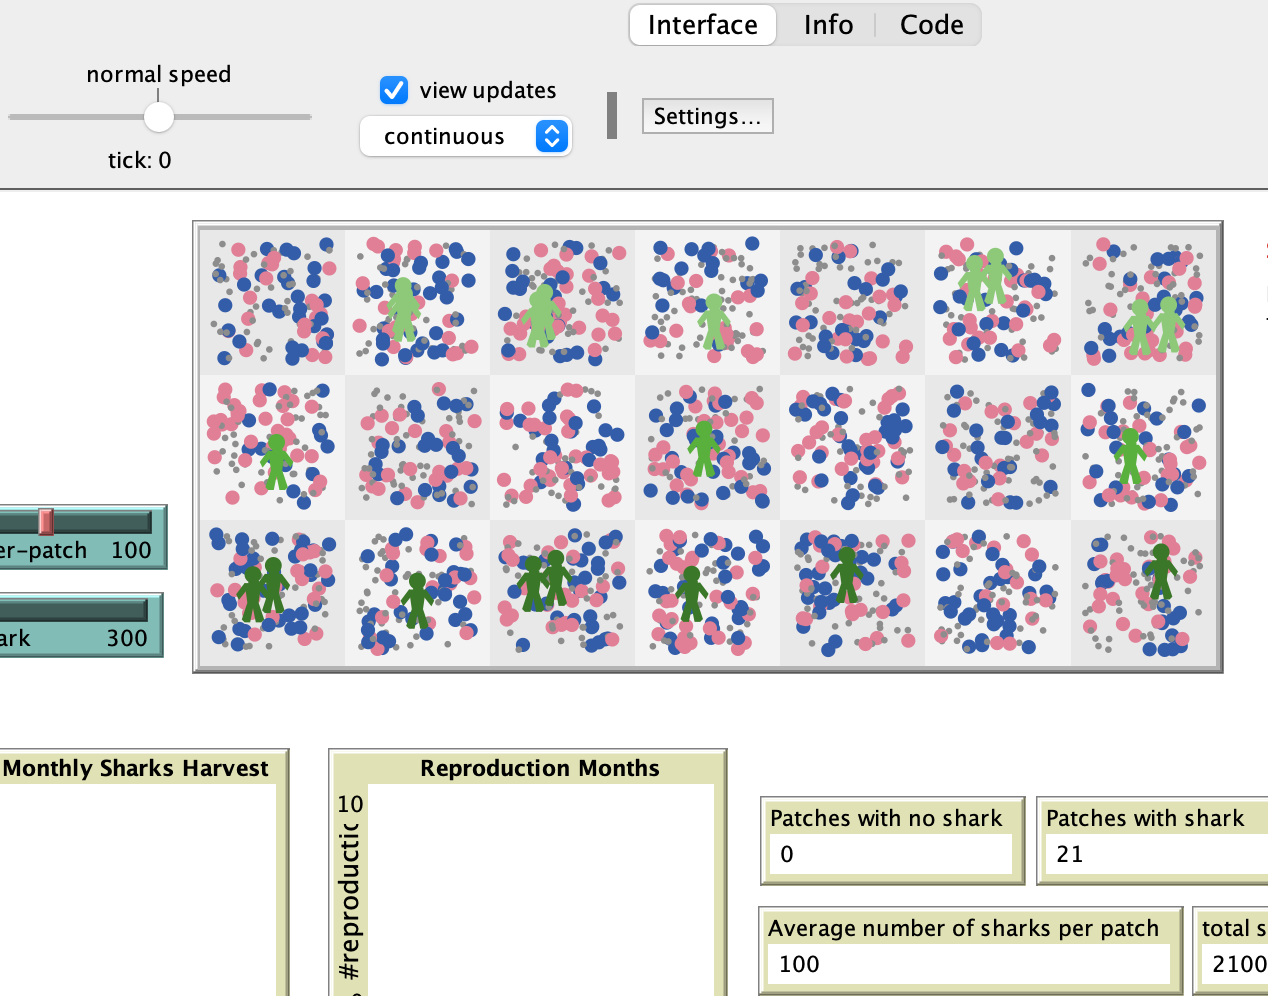 Interface Info Code
normal speed
view updates
continuous
Settings...
tick: 0
er-patch 100
ark 300
Monthly Sharks Harvest
Reproduction Months
10
#reproductic
Patches with no shark
0
Patches with shark
21
Average number of sharks per patch
100
total s
2100